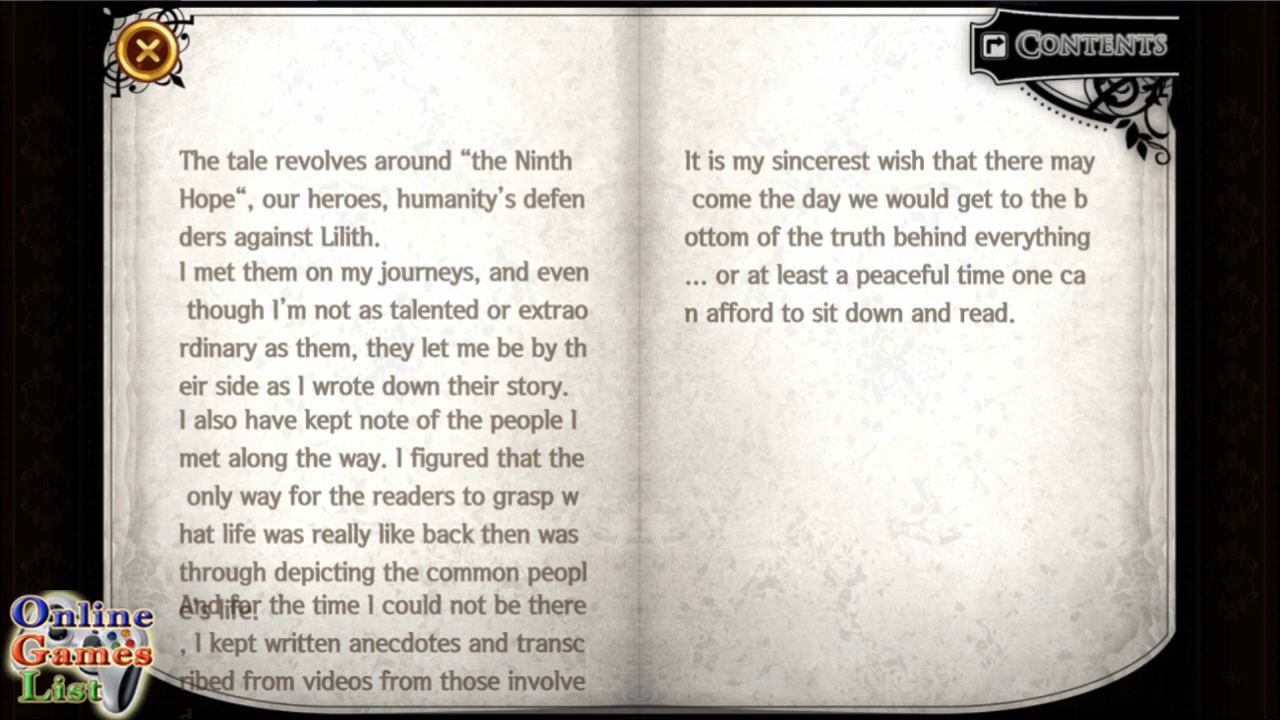 CONTENTS
The tale revolves around “the Ninth
Hope“, our heroes, humanity’s defen
ders against Lilith.
I met them on my journeys, and even
though I’m not as talented or extrao
rdinary as them, they let me be by th
eir side as I wrote down their story.
I also have kept note of the people I
met along the way. I figured that the
only way for the readers to grasp w
hat life was really like back then was
through depicting the common peopl
e’s life.
And for the time I could not be there
, I kept written anecdotes and transc
ribed from videos from those involve
d
It is my sincerest wish that there may
come the day we would get to the b
ottom of the truth behind everything
... or at least a peaceful time one ca
n afford to sit down and read.
Online
Games
List